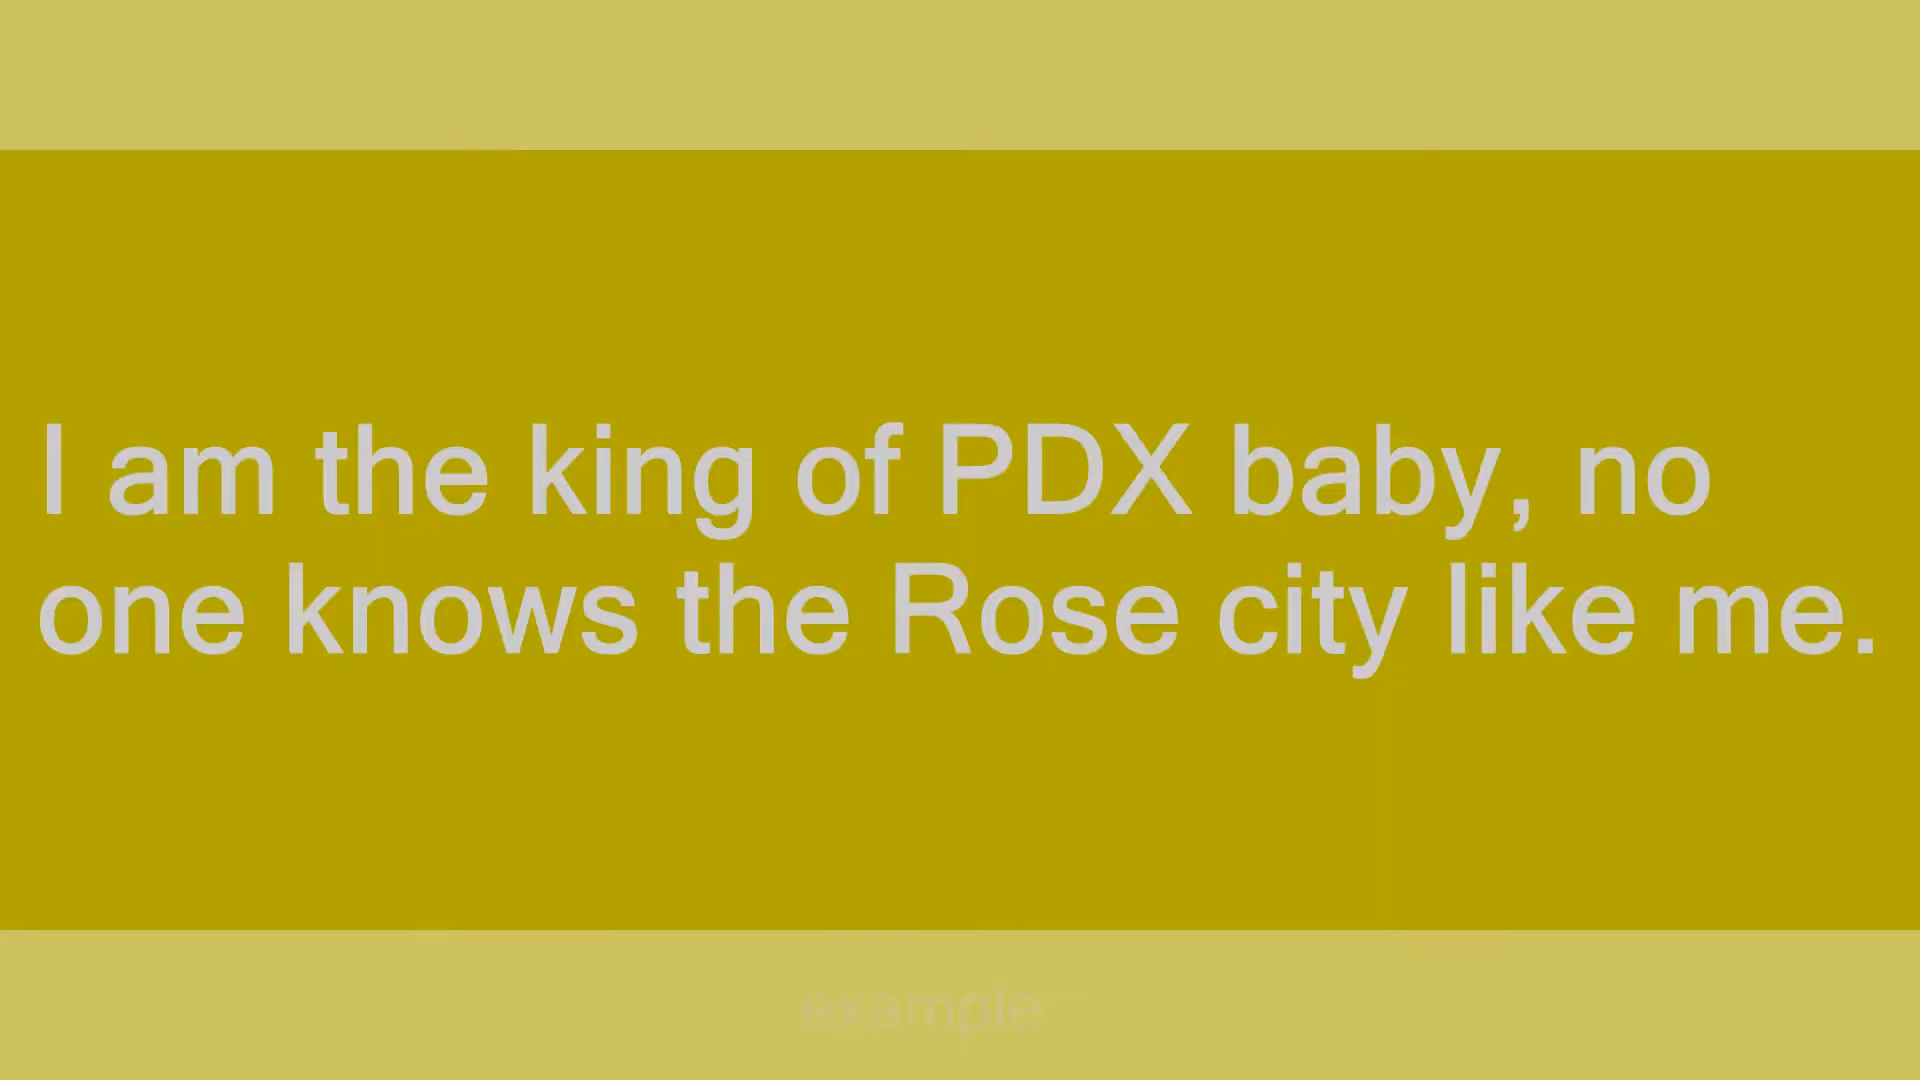 I am the king of PDX baby, no
one knows the Rose city like me.
example